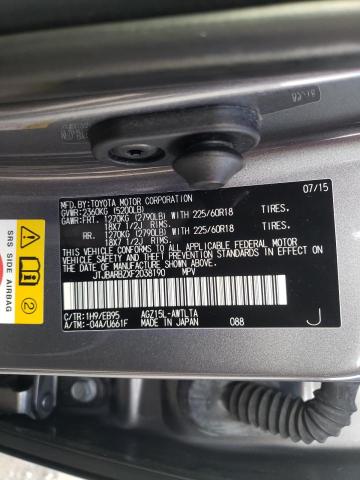 07/15
MFD.BY:TOYOTA MOTOR CORPORATION
GVWR:2360KG (5200LB)
GAWR:FRT. 1270KG (2790LB) WITH 225/60R18 TIRES.
18X7 1/2J RIMS.
RR. 1270KG (2790LB) WITH 225/60R18 TIRES.
18X7 1/2J RIMS.
THIS VEHICLE CONFORMS TO ALL APPLICABLE FEDERAL MOTOR
VEHICLE SAFETY AND BUMPER STANDARDS IN EFFECT ON THE
DATE OF MANUFACTURE SHOWN ABOVE.
JTJBARBZXF2038190 MPV
C/TR:1H9/EB95 AGZ15L-AWTLTA
A/TM:-04A/U661F MADE IN JAPAN 088 J
SRS SIDE AIRBAG